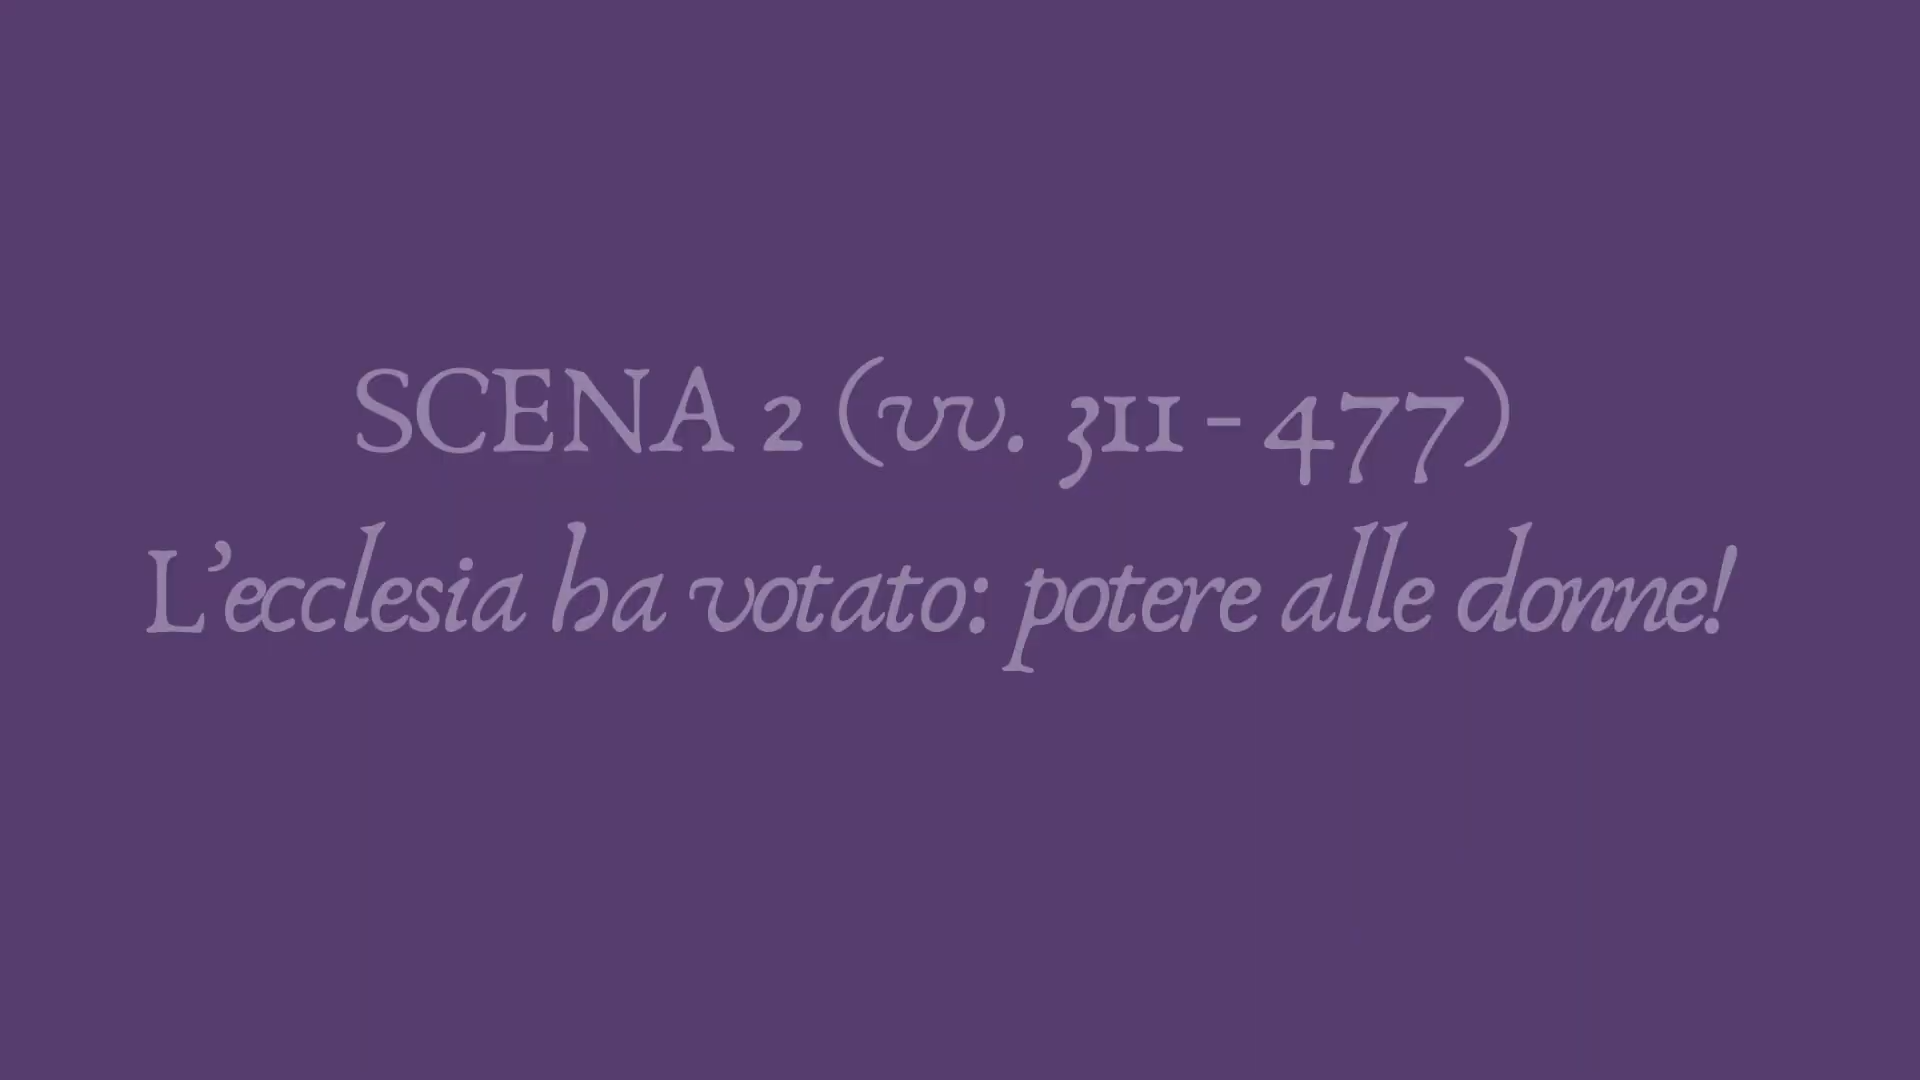 SCENA 2 (vv. 311 - 477)
L'ecclesia ha votato: potere alle donne!